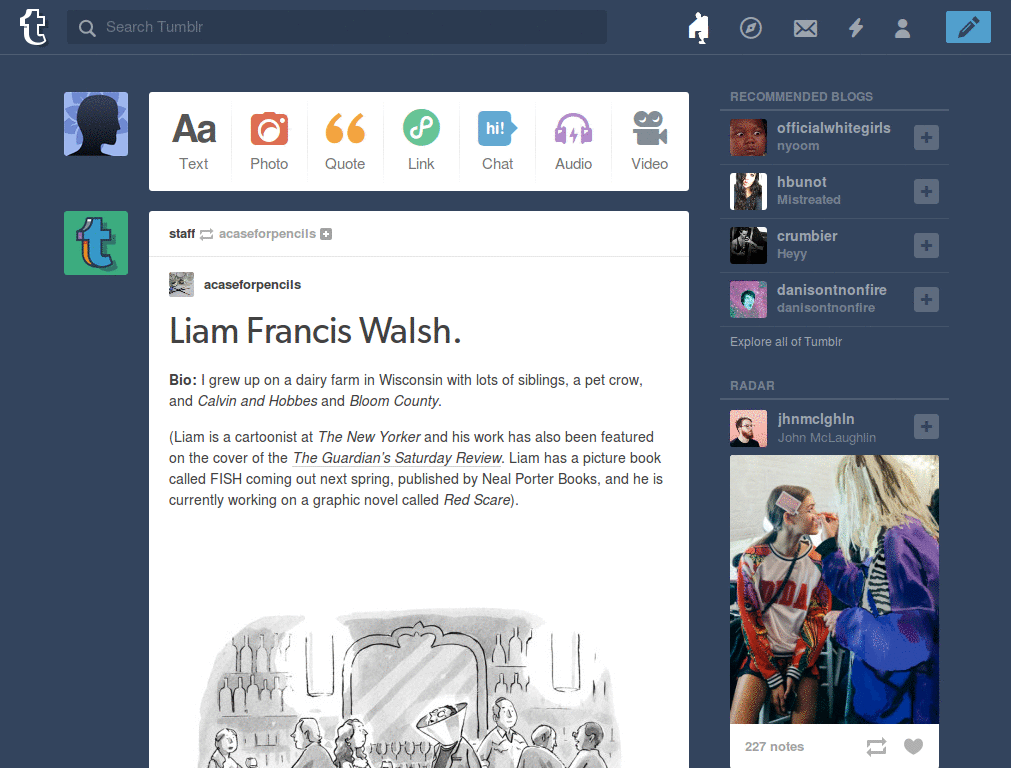 Search Tumblr
Aa
Text
Photo
Quote
Link
hi!
Chat
Audio
Video
staff acaseforpencils
acaseforpencils
Liam Francis Walsh.
Bio: I grew up on a dairy farm in Wisconsin with lots of siblings, a pet crow,
and Calvin and Hobbes and Bloom County.
(Liam is a cartoonist at The New Yorker and his work has also been featured
on the cover of the The Guardian’s Saturday Review. Liam has a picture book
called FISH coming out next spring, published by Neal Porter Books, and he is
currently working on a graphic novel called Red Scare).
RECOMMENDED BLOGS
officialwhitegirls
nyoom
hbunot
Mistreated
crumbier
Heyy
danisontnonfire
danisontnonfire
Explore all of Tumblr
RADAR
jhnmclghln
John McLaughlin
227 notes